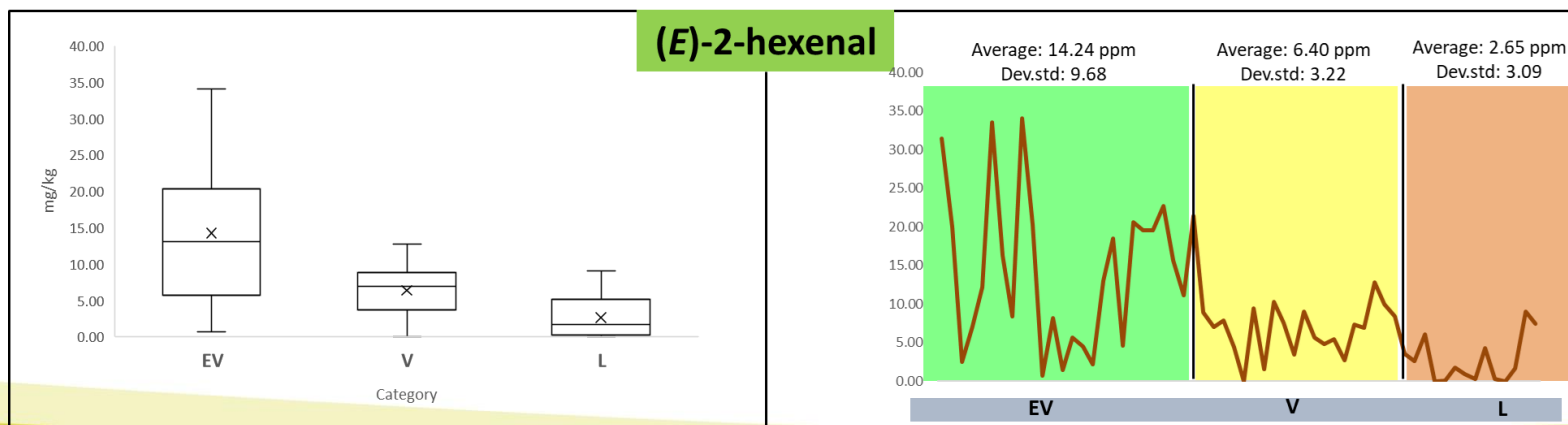 (E)-2-hexenal
40.00
35.00
30.00
25.00
20.00
15.00
10.00
5.00
0.00
mg/kg
EV V L
Category
Average: 14.24 ppm
Dev.std: 9.68
Average: 6.40 ppm
Dev.std: 3.22
Average: 2.65 ppm
Dev.std: 3.09
40.00
35.00
30.00
25.00
20.00
15.00
10.00
5.00
0.00
EV V L